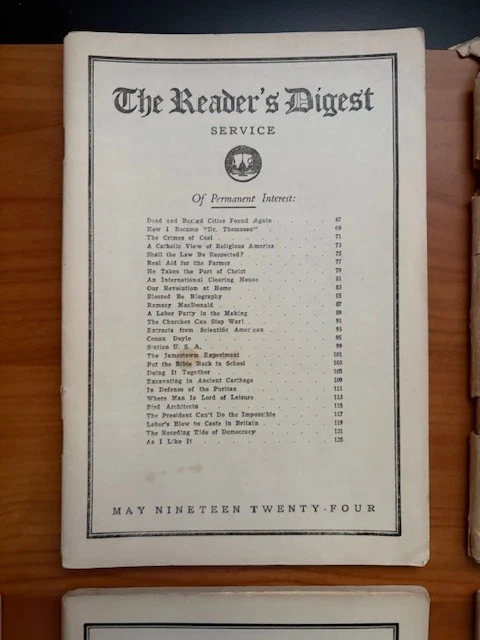 The Reader's Digest
SERVICE
Of Permanent Interest:
Dead and Buried Cities Found Again . . . . . 67
How I Became "Dr. Thomsson" . . . . . 69
The Crimes of Coal . . . . . 71
A Catholic View of Religious America . . . . . 73
Shall the Law Be Respected? . . . . . 75
Real Aid for the Farmer . . . . . 77
He Takes the Part of Christ . . . . . 79
An International Clearing House . . . . . 81
Our Revolution at Home . . . . . 83
Blessed Be Biography . . . . . 85
Ramsay MacDonald . . . . . 87
A Labor Party in the Making . . . . . 89
The Churches Can Stop War! . . . . . 91
Extracts from Scientific American . . . . . 93
Conan Doyle . . . . . 95
Station U. S. A. . . . . . 99
The Jamestown Experiment . . . . . 101
Put the Bible Back in School . . . . . 103
Doing It Together . . . . . 105
Excavating in Ancient Carthage . . . . . 109
In Defense of the Puritan . . . . . 111
Where Man Is Lord of Leisure . . . . . 113
Bird Architects . . . . . 115
The President Can't Do the Impossible . . . . . 117
Labor's Blow to Caste in Britain . . . . . 119
The Receding Tide of Democracy . . . . . 121
As I Like It . . . . . 125
MAY NINETEEN TWENTY-FOUR